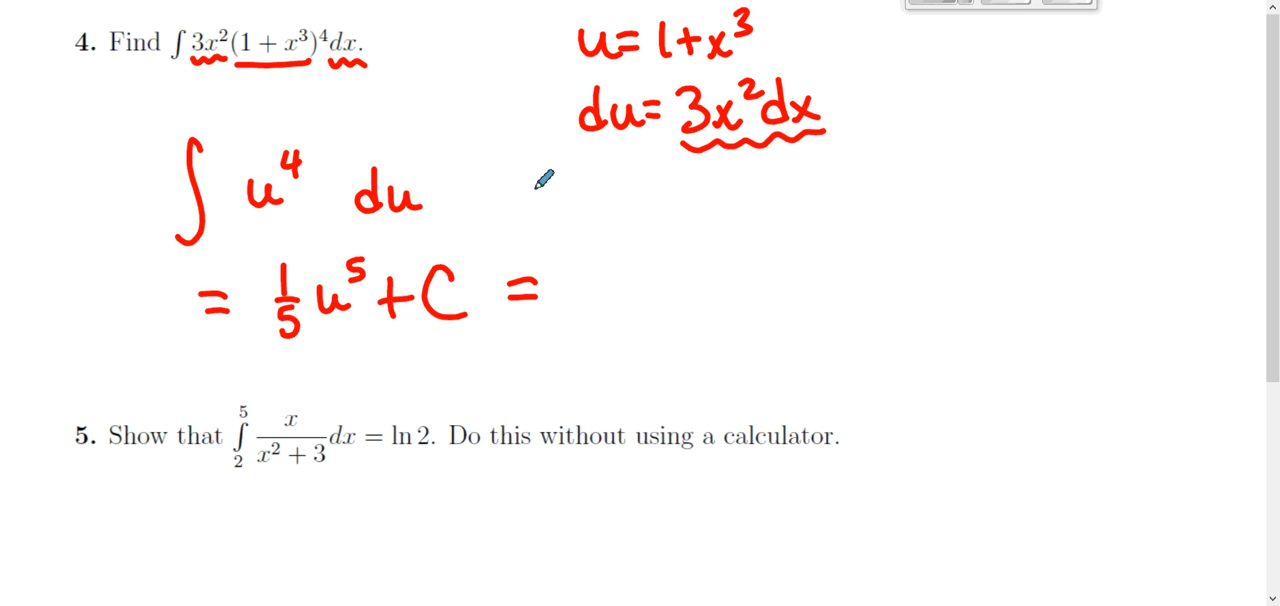 4. Find ∫ 3x²(1 + x³)⁴dx.
u = 1+x³
du = 3x²dx
∫ u⁴ du
= 1/5 u⁵ + C =
5. Show that ∫₂⁵ x/(x² + 3) dx = ln 2. Do this without using a calculator.